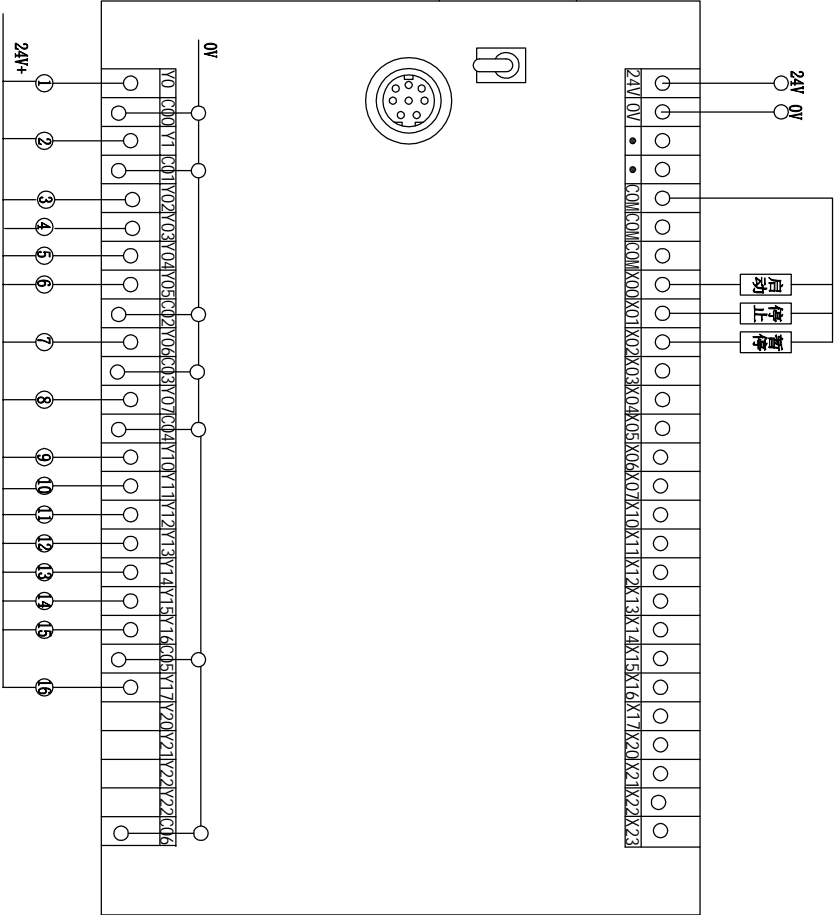 24V 0V
启动 停止 暂停
24V 0V • • COM COM COM X00 X01 X02 X03 X04 X05 X06 X07 X10 X11 X12 X13 X14 X15 X16 X17 X20 X21 X22 X23
0V
Y0 C00 Y1 C01 Y02 Y03 Y04 Y05 C02 Y06 C03 Y07 C04 Y10 Y11 Y12 Y13 Y14 Y15 Y16 C05 Y17 Y20 Y21 Y22 Y22 C06
1 2 3 4 5 6 7 8 9 10 11 12 13 14 15 16
24V+